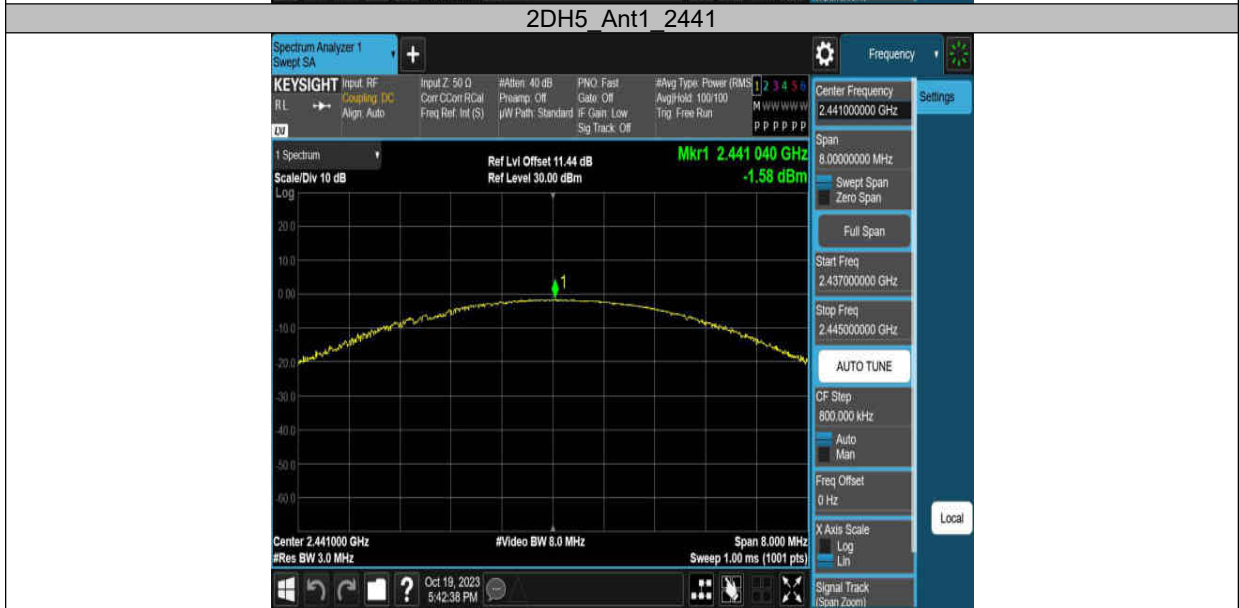 2DH5_Ant1_2441
Spectrum Analyzer 1
Swept SA
+
Frequency
KEYSIGHT
RL
LXI
Input: RF
Coupling: DC
Align: Auto
Input Z: 50 Ω
Corr CCorr RCal
Freq Ref: Int (S)
#Atten: 40 dB
Preamp: Off
µW Path: Standard
PNO: Fast
Gate: Off
IF Gain: Low
Sig Track: Off
#Avg Type: Power (RMS
Avg|Hold: 100/100
Trig: Free Run
1 2 3 4 5 6
M W W W W W
P P P P P P
1 Spectrum
Scale/Div 10 dB
Log
Ref Lvl Offset 11.44 dB
Ref Level 30.00 dBm
Mkr1 2.441 040 GHz
-1.58 dBm
20.0
10.0
0.00
-10.0
-20.0
-30.0
-40.0
-50.0
-60.0
1
Center 2.441000 GHz
#Res BW 3.0 MHz
#Video BW 8.0 MHz
Span 8.000 MHz
Sweep 1.00 ms (1001 pts)
?
Oct 19, 2023
5:42:38 PM
Center Frequency
2.441000000 GHz
Span
8.00000000 MHz
Swept Span
Zero Span
Full Span
Start Freq
2.437000000 GHz
Stop Freq
2.445000000 GHz
AUTO TUNE
CF Step
800.000 kHz
Auto
Man
Freq Offset
0 Hz
X Axis Scale
Log
Lin
Signal Track
(Span Zoom)
Settings
Local